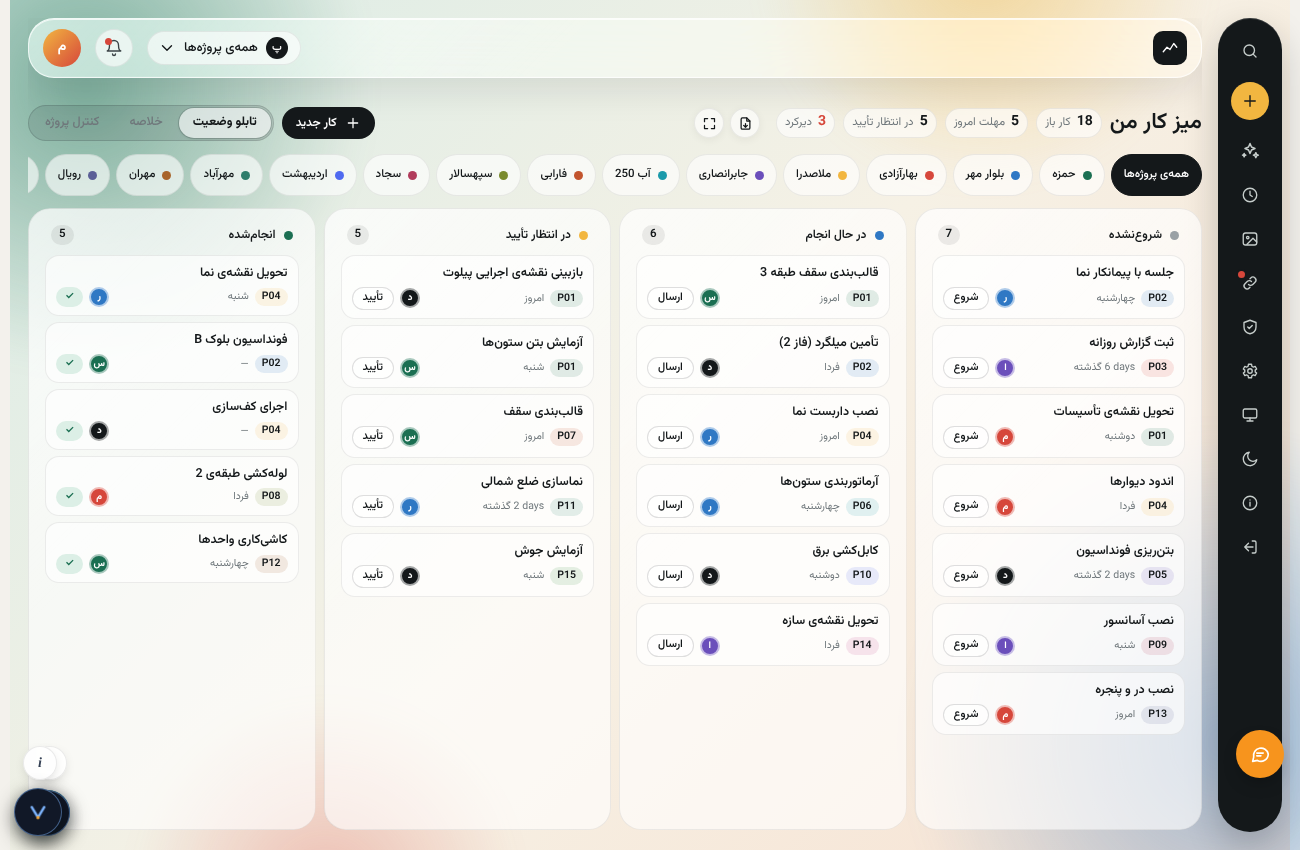 پ همه‌ی پروژه‌ها
م
میز کار من
18 کار باز
5 مهلت امروز
5 در انتظار تأیید
3 دیرکرد
+ کار جدید
تابلو وضعیت
خلاصه
کنترل پروژه
همه‌ی پروژه‌ها
حمزه
بلوار مهر
بهارآزادی
ملاصدرا
جابرانصاری
آب 250
فارابی
سپهسالار
سجاد
اردیبهشت
مهرآباد
مهران
رویال
شروع‌نشده 7
جلسه با پیمانکار نما
P02 چهارشنبه ر شروع
ثبت گزارش روزانه
P03 6 days گذشته ا شروع
تحویل نقشه‌ی تأسیسات
P01 دوشنبه م شروع
اندود دیوارها
P04 فردا م شروع
بتن‌ریزی فونداسیون
P05 2 days گذشته د شروع
نصب آسانسور
P09 شنبه ا شروع
نصب در و پنجره
P13 امروز م شروع
در حال انجام 6
قالب‌بندی سقف طبقه 3
P01 امروز س ارسال
تأمین میلگرد (فاز 2)
P02 فردا د ارسال
نصب داربست نما
P04 امروز ر ارسال
آرماتوربندی ستون‌ها
P06 چهارشنبه ر ارسال
کابل‌کشی برق
P10 دوشنبه د ارسال
تحویل نقشه‌ی سازه
P14 فردا ا ارسال
در انتظار تأیید 5
بازبینی نقشه‌ی اجرایی پیلوت
P01 امروز د تأیید
آزمایش بتن ستون‌ها
P01 شنبه س تأیید
قالب‌بندی سقف
P07 امروز س تأیید
نماسازی ضلع شمالی
P11 2 days گذشته ر تأیید
آزمایش جوش
P15 شنبه د تأیید
انجام‌شده 5
تحویل نقشه‌ی نما
P04 شنبه ر
فونداسیون بلوک B
P02 — س
اجرای کف‌سازی
P04 — د
لوله‌کشی طبقه‌ی 2
P08 فردا م
کاشی‌کاری واحدها
P12 چهارشنبه س
i